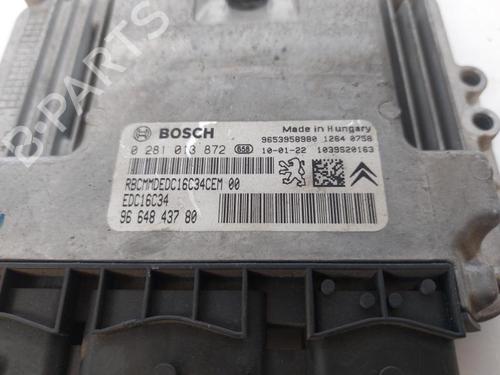 B-PARTS
BOSCH
Made in Hungary
0 281 013 872 656
9653958980 1264 0758
10-01-22 1039S20163
RBCMMDEDC16C34CEM 00
EDC16C34
96 648 437 80